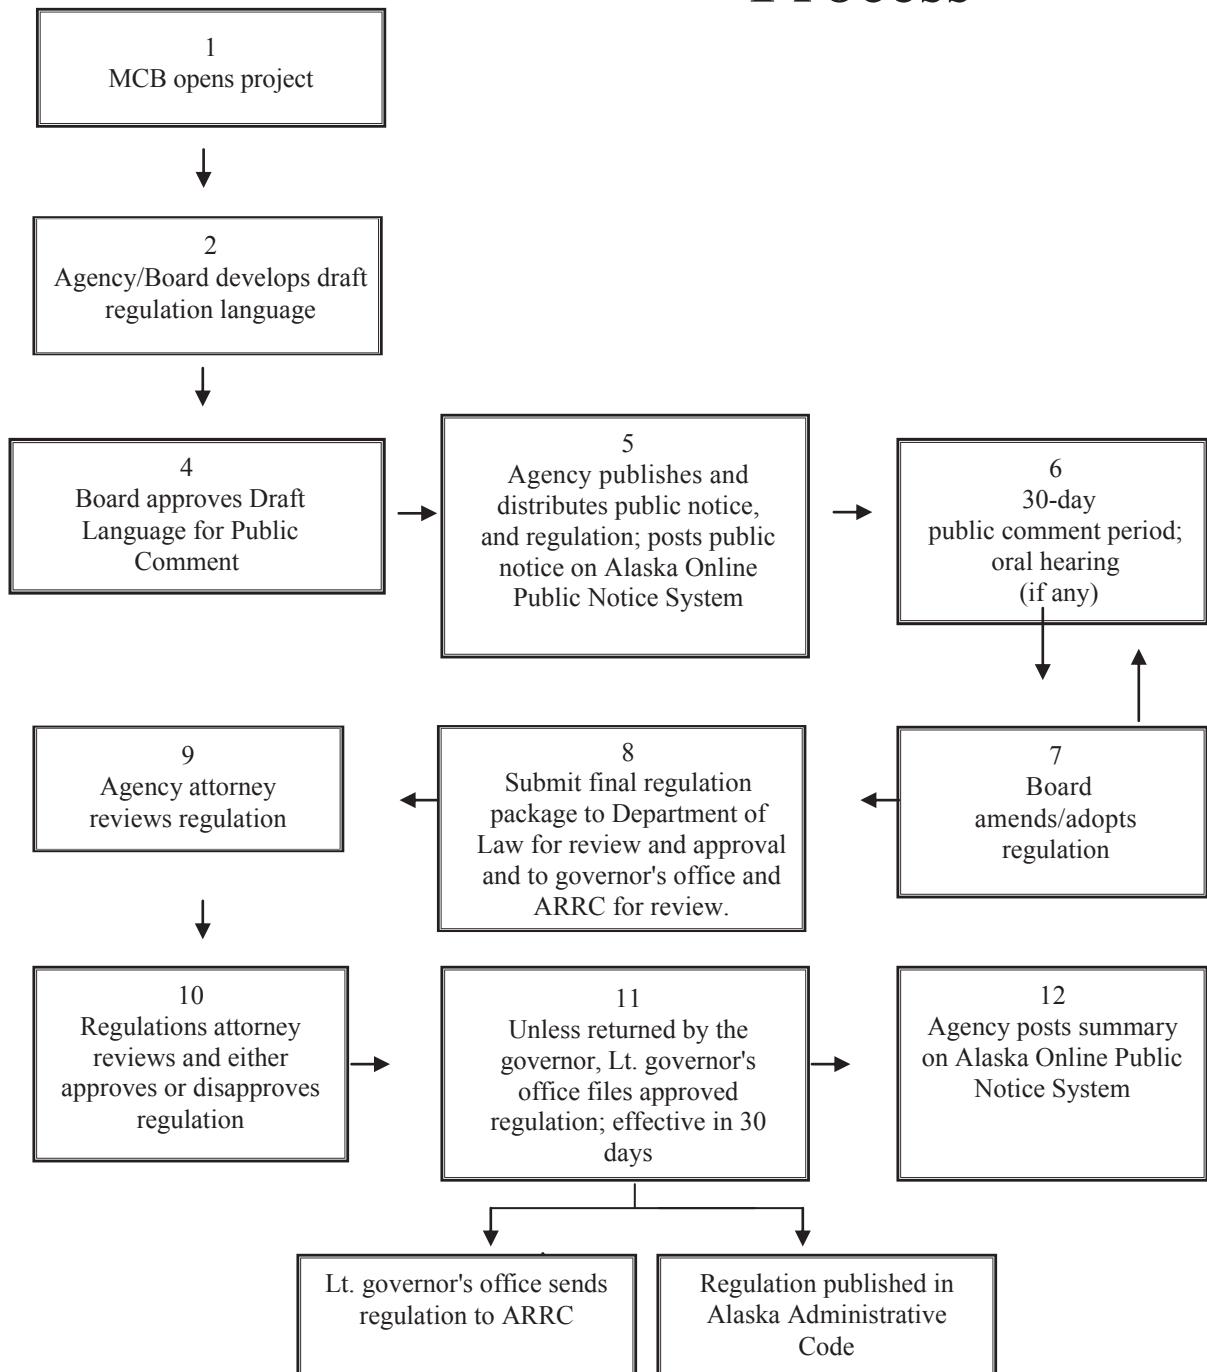 Process
1
MCB opens project
2
Agency/Board develops draft
regulation language
4
Board approves Draft
Language for Public
Comment
5
Agency publishes and
distributes public notice,
and regulation; posts public
notice on Alaska Online
Public Notice System
6
30-day
public comment period;
oral hearing
(if any)
7
Board
amends/adopts
regulation
8
Submit final regulation
package to Department of
Law for review and approval
and to governor's office and
ARRC for review.
9
Agency attorney
reviews regulation
10
Regulations attorney
reviews and either
approves or disapproves
regulation
11
Unless returned by the
governor, Lt. governor's
office files approved
regulation; effective in 30
days
12
Agency posts summary
on Alaska Online Public
Notice System
Lt. governor's office sends
regulation to ARRC
Regulation published in
Alaska Administrative
Code